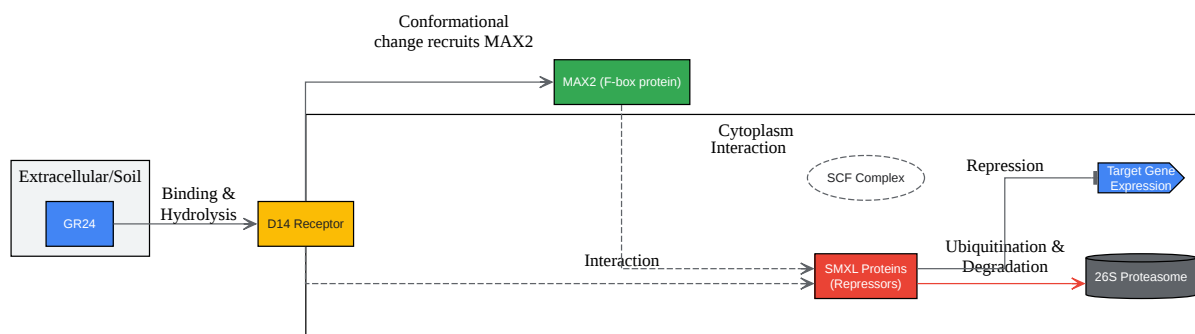 Conformational
change recruits MAX2
MAX2 (F-box protein)
Cytoplasm
Interaction
Extracellular/Soil
GR24
Binding &
Hydrolysis
D14 Receptor
SCF Complex
Repression
Target Gene
Expression
Interaction
SMXL Proteins
(Repressors)
Ubiquitination &
Degradation
26S Proteasome